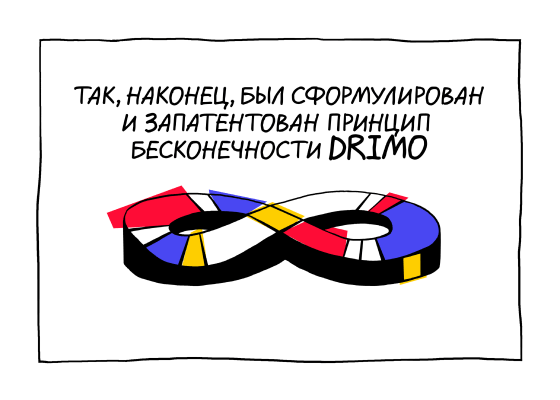 ТАК, НАКОНЕЦ, БЫЛ СФОРМУЛИРОВАН
И ЗАПАТЕНТОВАН ПРИНЦИП
БЕСКОНЕЧНОСТИ DRIMO